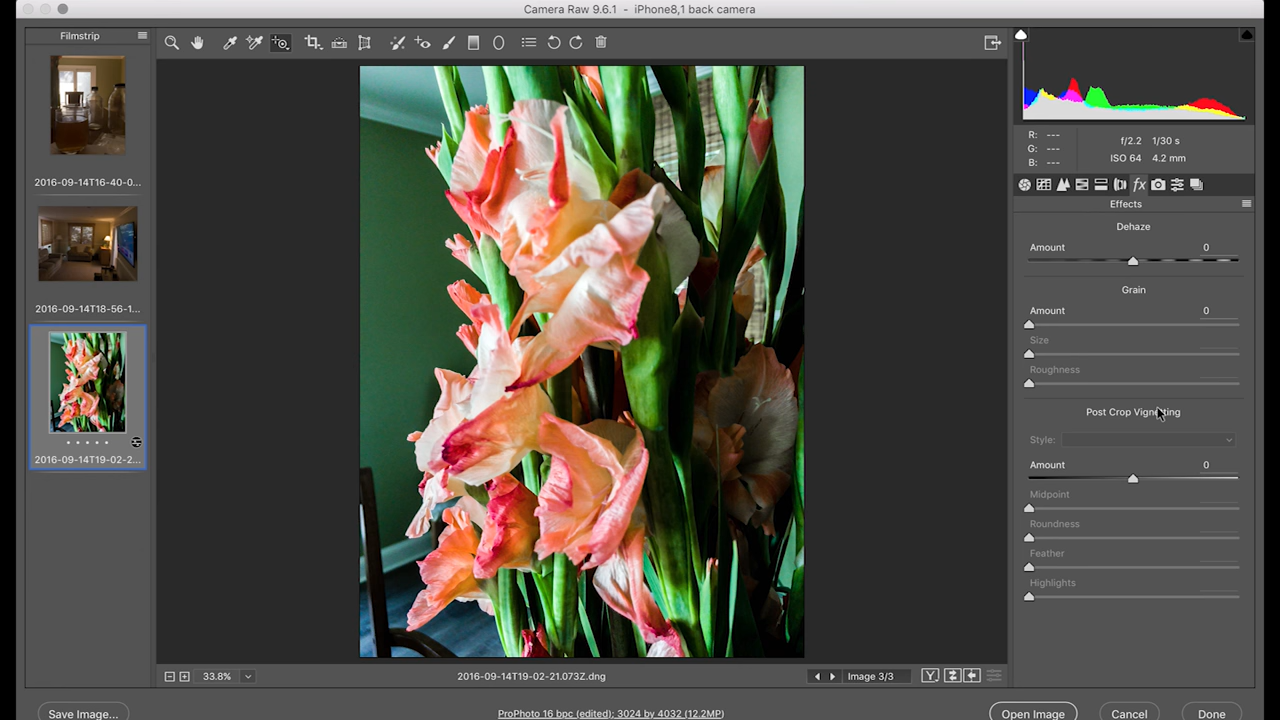 Camera Raw 9.6.1 - iPhone8,1 back camera
Filmstrip
2016-09-14T16-40-0...
2016-09-14T18-56-1...
2016-09-14T19-02-2...
33.8%
2016-09-14T19-02-21.073Z.dng
Image 3/3
Y
R: ---
G: ---
B: ---
f/2.2 1/30 s
ISO 64 4.2 mm
fx
Effects
Dehaze
Amount 0
Grain
Amount 0
Size
Roughness
Post Crop Vignetting
Style:
Amount 0
Midpoint
Roundness
Feather
Highlights
Save Image...
ProPhoto 16 bpc (edited): 3024 by 4032 (12.2MP)
Open Image
Cancel
Done